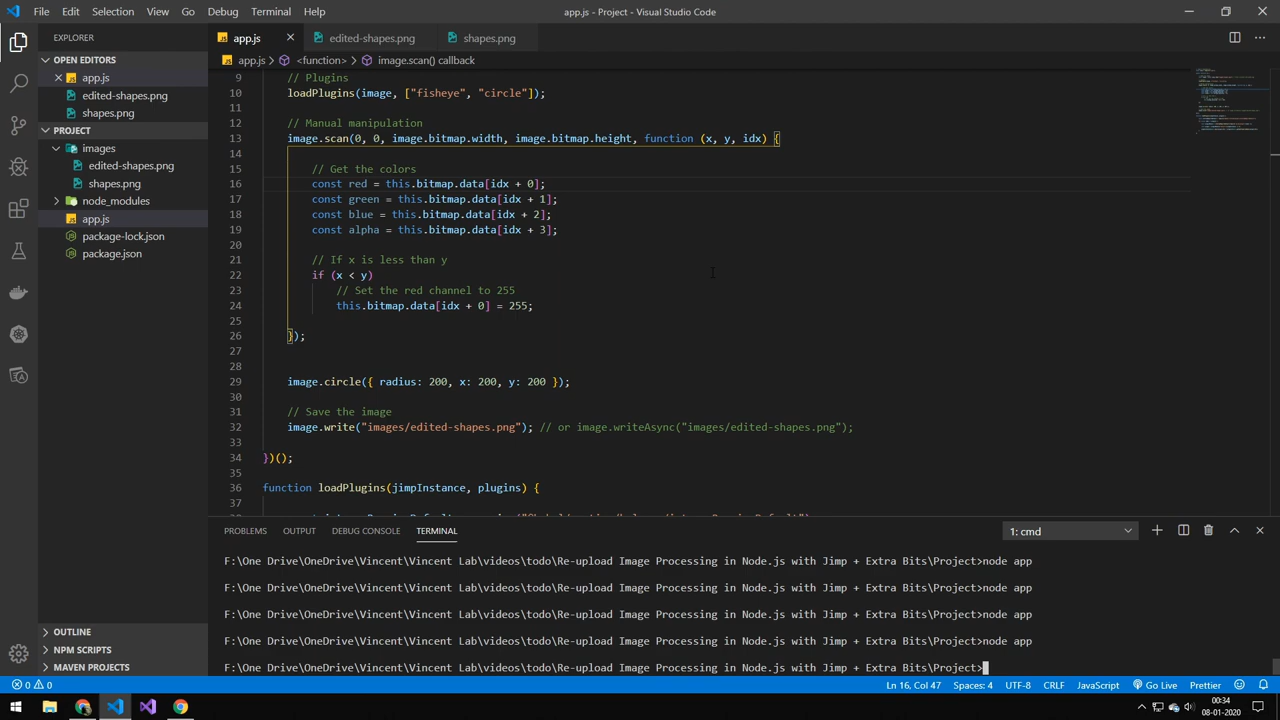 File Edit Selection View Go Debug Terminal Help
app.js - Project - Visual Studio Code
EXPLORER
OPEN EDITORS
app.js
edited-shapes.png
shapes.png
PROJECT
images
edited-shapes.png
shapes.png
node_modules
JS app.js
package-lock.json
package.json
OUTLINE
NPM SCRIPTS
MAVEN PROJECTS
JS app.js
edited-shapes.png
shapes.png
JS app.js > <function> > image.scan() callback
9 // Plugins
10 loadPlugins(image, ["fisheye", "circle"]);
11
12 // Manual manipulation
13 image.scan(0, 0, image.bitmap.width, image.bitmap.height, function (x, y, idx) {
14
15 // Get the colors
16 const red = this.bitmap.data[idx + 0];
17 const green = this.bitmap.data[idx + 1];
18 const blue = this.bitmap.data[idx + 2];
19 const alpha = this.bitmap.data[idx + 3];
20
21 // If x is less than y
22 if (x < y)
23 // Set the red channel to 255
24 this.bitmap.data[idx + 0] = 255;
25
26 });
27
28
29 image.circle({ radius: 200, x: 200, y: 200 });
30
31 // Save the image
32 image.write("images/edited-shapes.png"); // or image.writeAsync("images/edited-shapes.png");
33
34 })();
35
36 function loadPlugins(jimpInstance, plugins) {
37
PROBLEMS OUTPUT DEBUG CONSOLE TERMINAL
1: cmd
F:\One Drive\OneDrive\Vincent\Vincent Lab\videos\todo\Re-upload Image Processing in Node.js with Jimp + Extra Bits\Project>node app
F:\One Drive\OneDrive\Vincent\Vincent Lab\videos\todo\Re-upload Image Processing in Node.js with Jimp + Extra Bits\Project>node app
F:\One Drive\OneDrive\Vincent\Vincent Lab\videos\todo\Re-upload Image Processing in Node.js with Jimp + Extra Bits\Project>node app
F:\One Drive\OneDrive\Vincent\Vincent Lab\videos\todo\Re-upload Image Processing in Node.js with Jimp + Extra Bits\Project>node app
F:\One Drive\OneDrive\Vincent\Vincent Lab\videos\todo\Re-upload Image Processing in Node.js with Jimp + Extra Bits\Project>
0 0
Ln 16, Col 47 Spaces: 4 UTF-8 CRLF JavaScript Go Live Prettier
00:34
08-01-2020